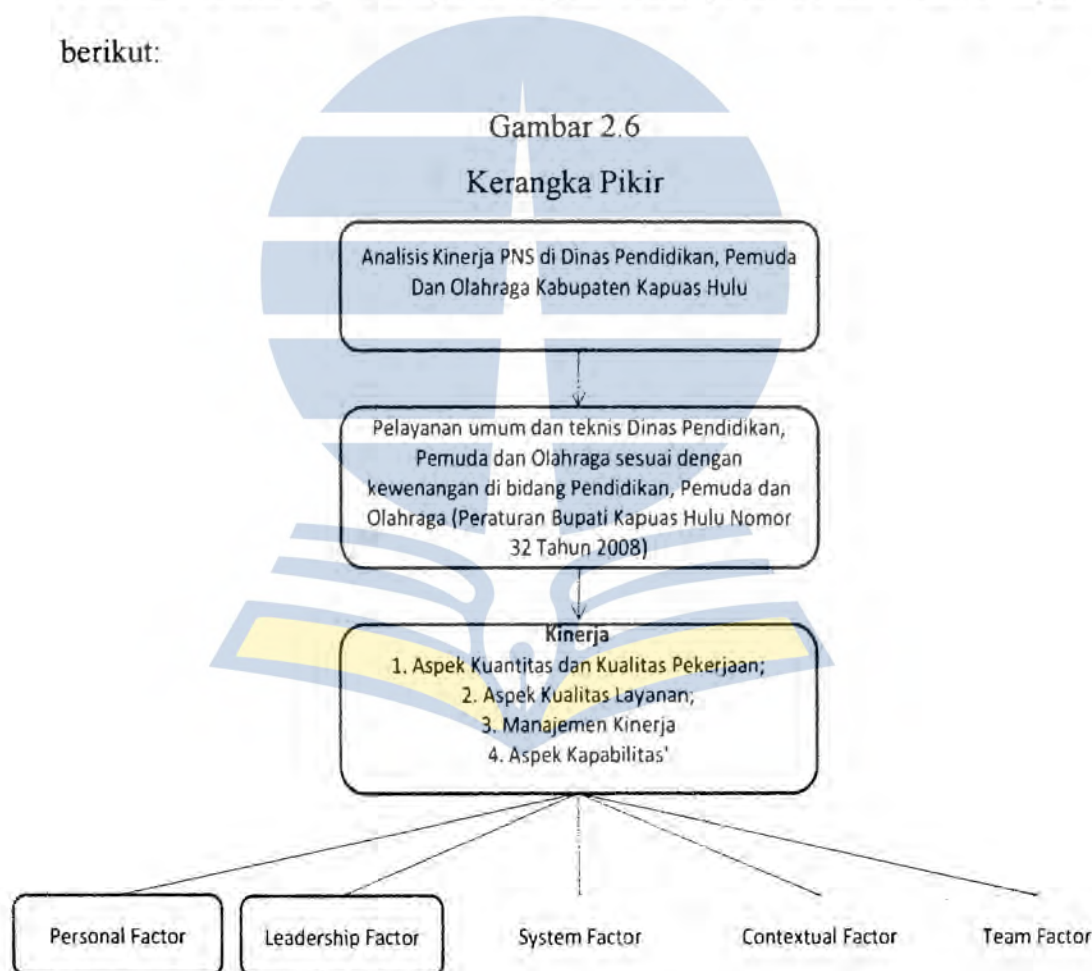 berikut:
Gambar 2.6
Kerangka Pikir
Analisis Kinerja PNS di Dinas Pendidikan, Pemuda
Dan Olahraga Kabupaten Kapuas Hulu
Pelayanan umum dan teknis Dinas Pendidikan,
Pemuda dan Olahraga sesuai dengan
kewenangan di bidang Pendidikan, Pemuda dan
Olahraga (Peraturan Bupati Kapuas Hulu Nomor
32 Tahun 2008)
Kinerja
1. Aspek Kuantitas dan Kualitas Pekerjaan;
2. Aspek Kualitas Layanan;
3. Manajemen Kinerja
4. Aspek Kapabilitas'
Personal Factor
Leadership Factor
System Factor
Contextual Factor
Team Factor